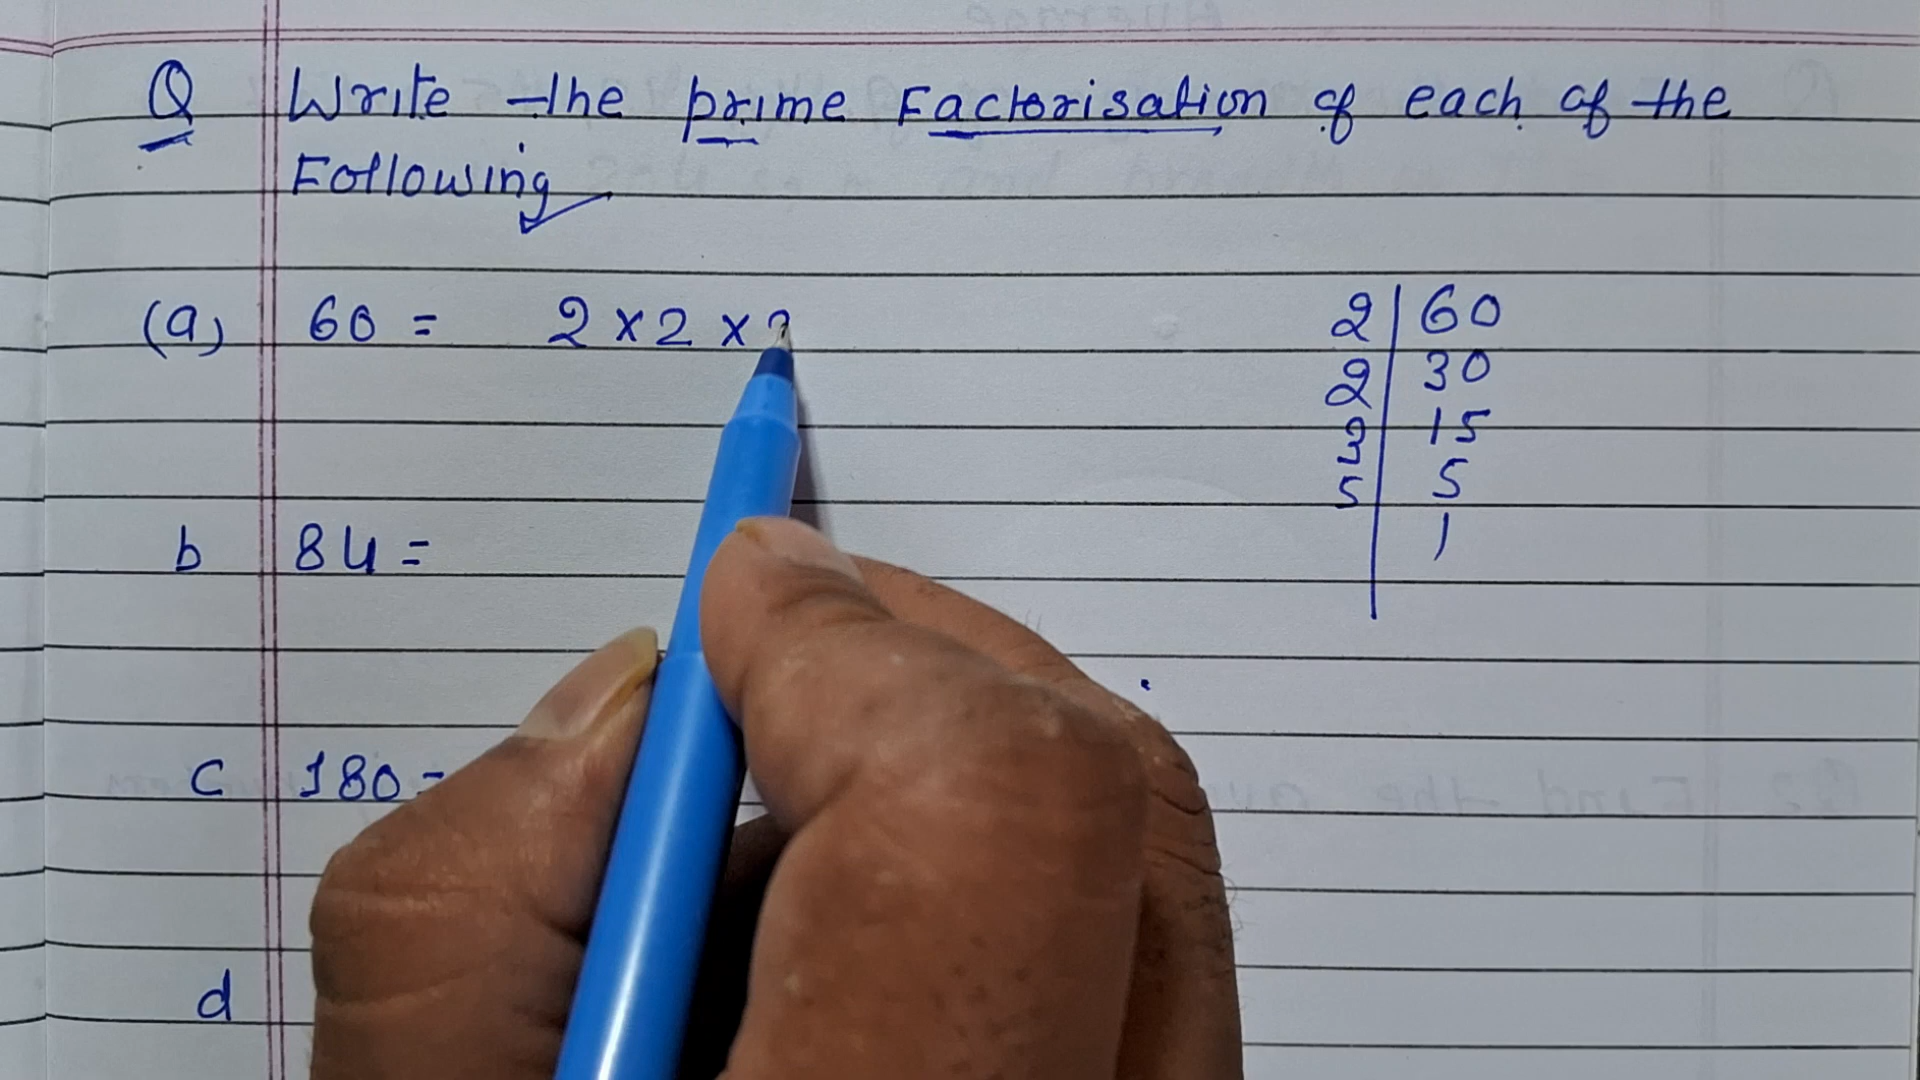 Q Write the prime Factorisation of each of the
Following
(a) 60 = 2 × 2 × 3
2 | 60
2 | 30
3 | 15
5 | 5
1
b 84 =
c 180 =
d